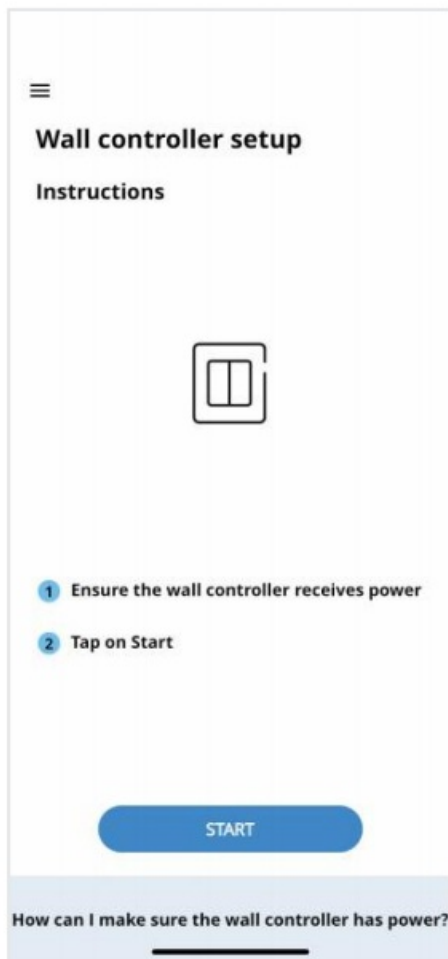 Wall controller setup
Instructions
1 Ensure the wall controller receives power
2 Tap on Start
START
How can I make sure the wall controller has power?